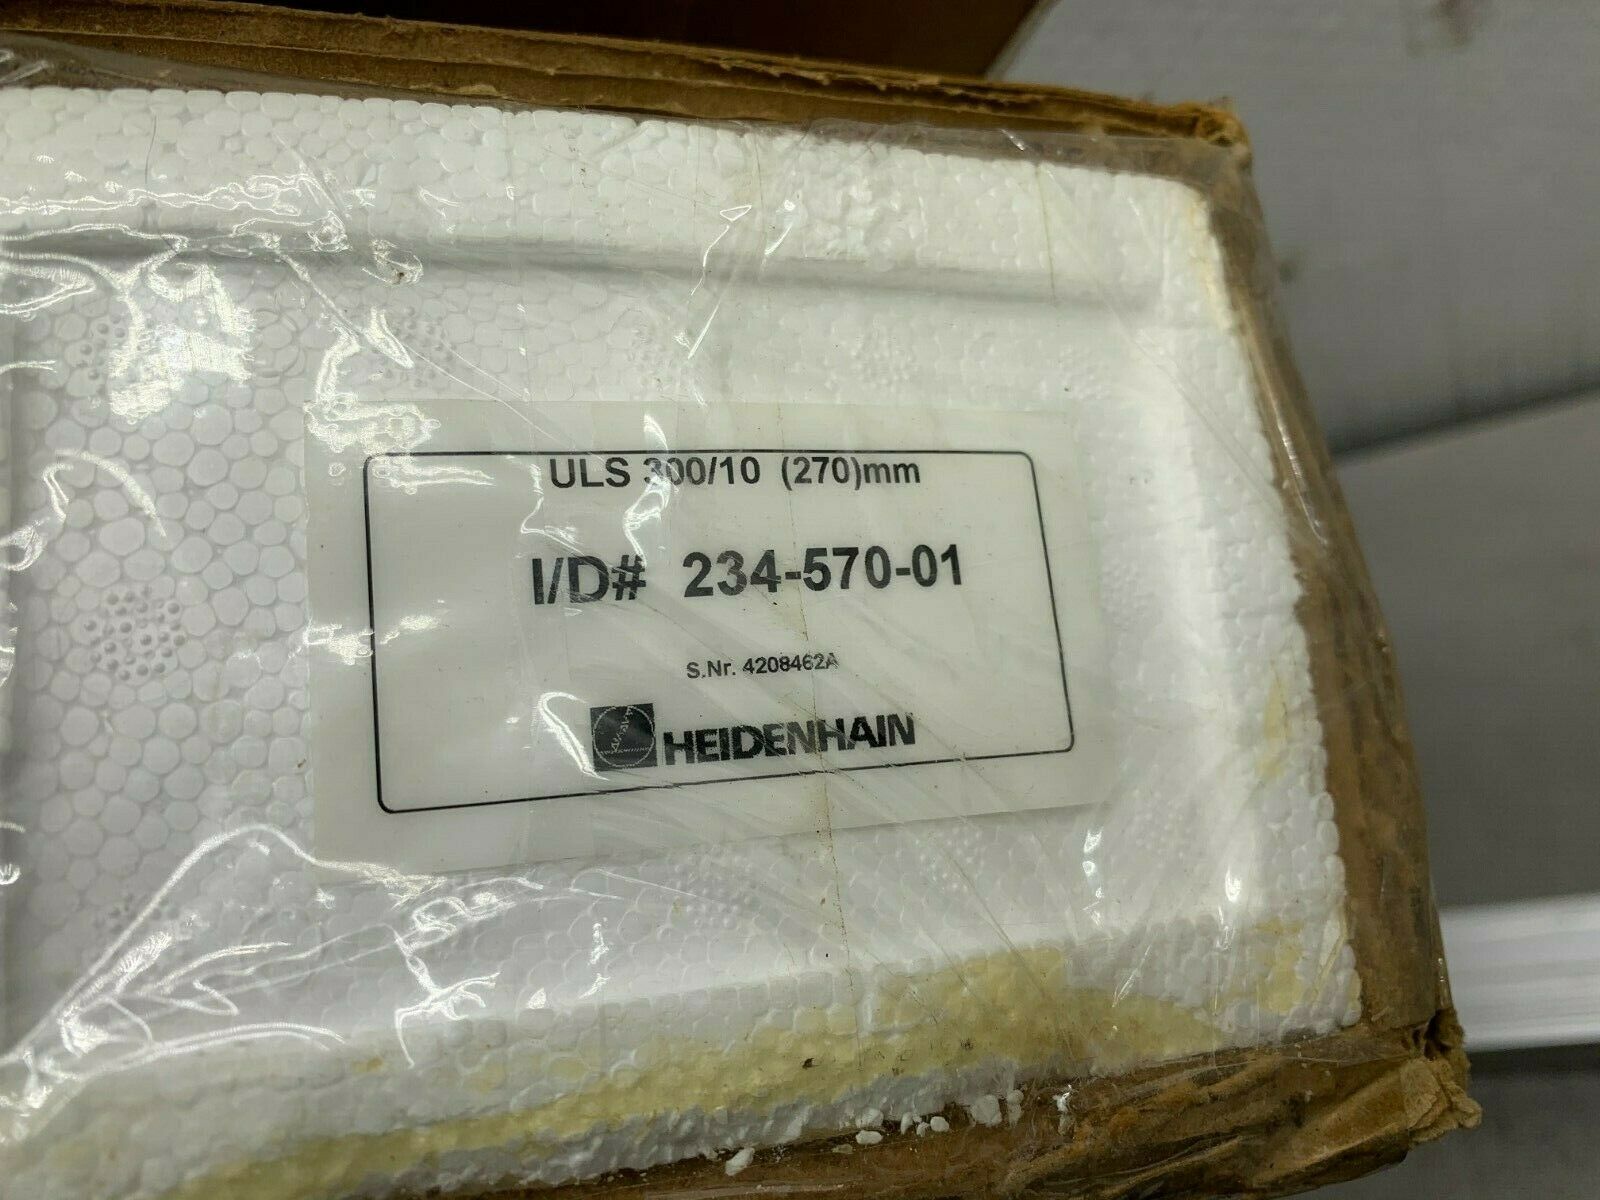 ULS 300/10 (270)mm
I/D# 234-570-01
S.Nr. 4208462A
HEIDENHAIN